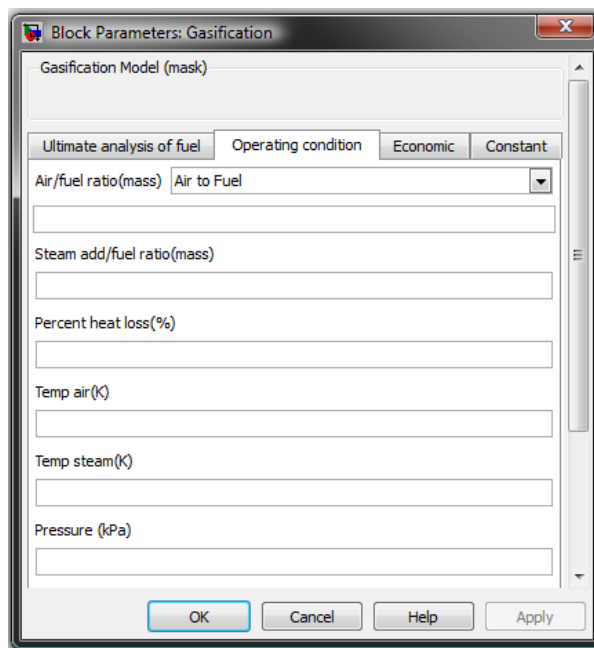 Block Parameters: Gasification
Gasification Model (mask)
Ultimate analysis of fuel Operating condition Economic Constant
Air/fuel ratio(mass) Air to Fuel
Steam add/fuel ratio(mass)
Percent heat loss(%)
Temp air(K)
Temp steam(K)
Pressure (kPa)
OK Cancel Help Apply